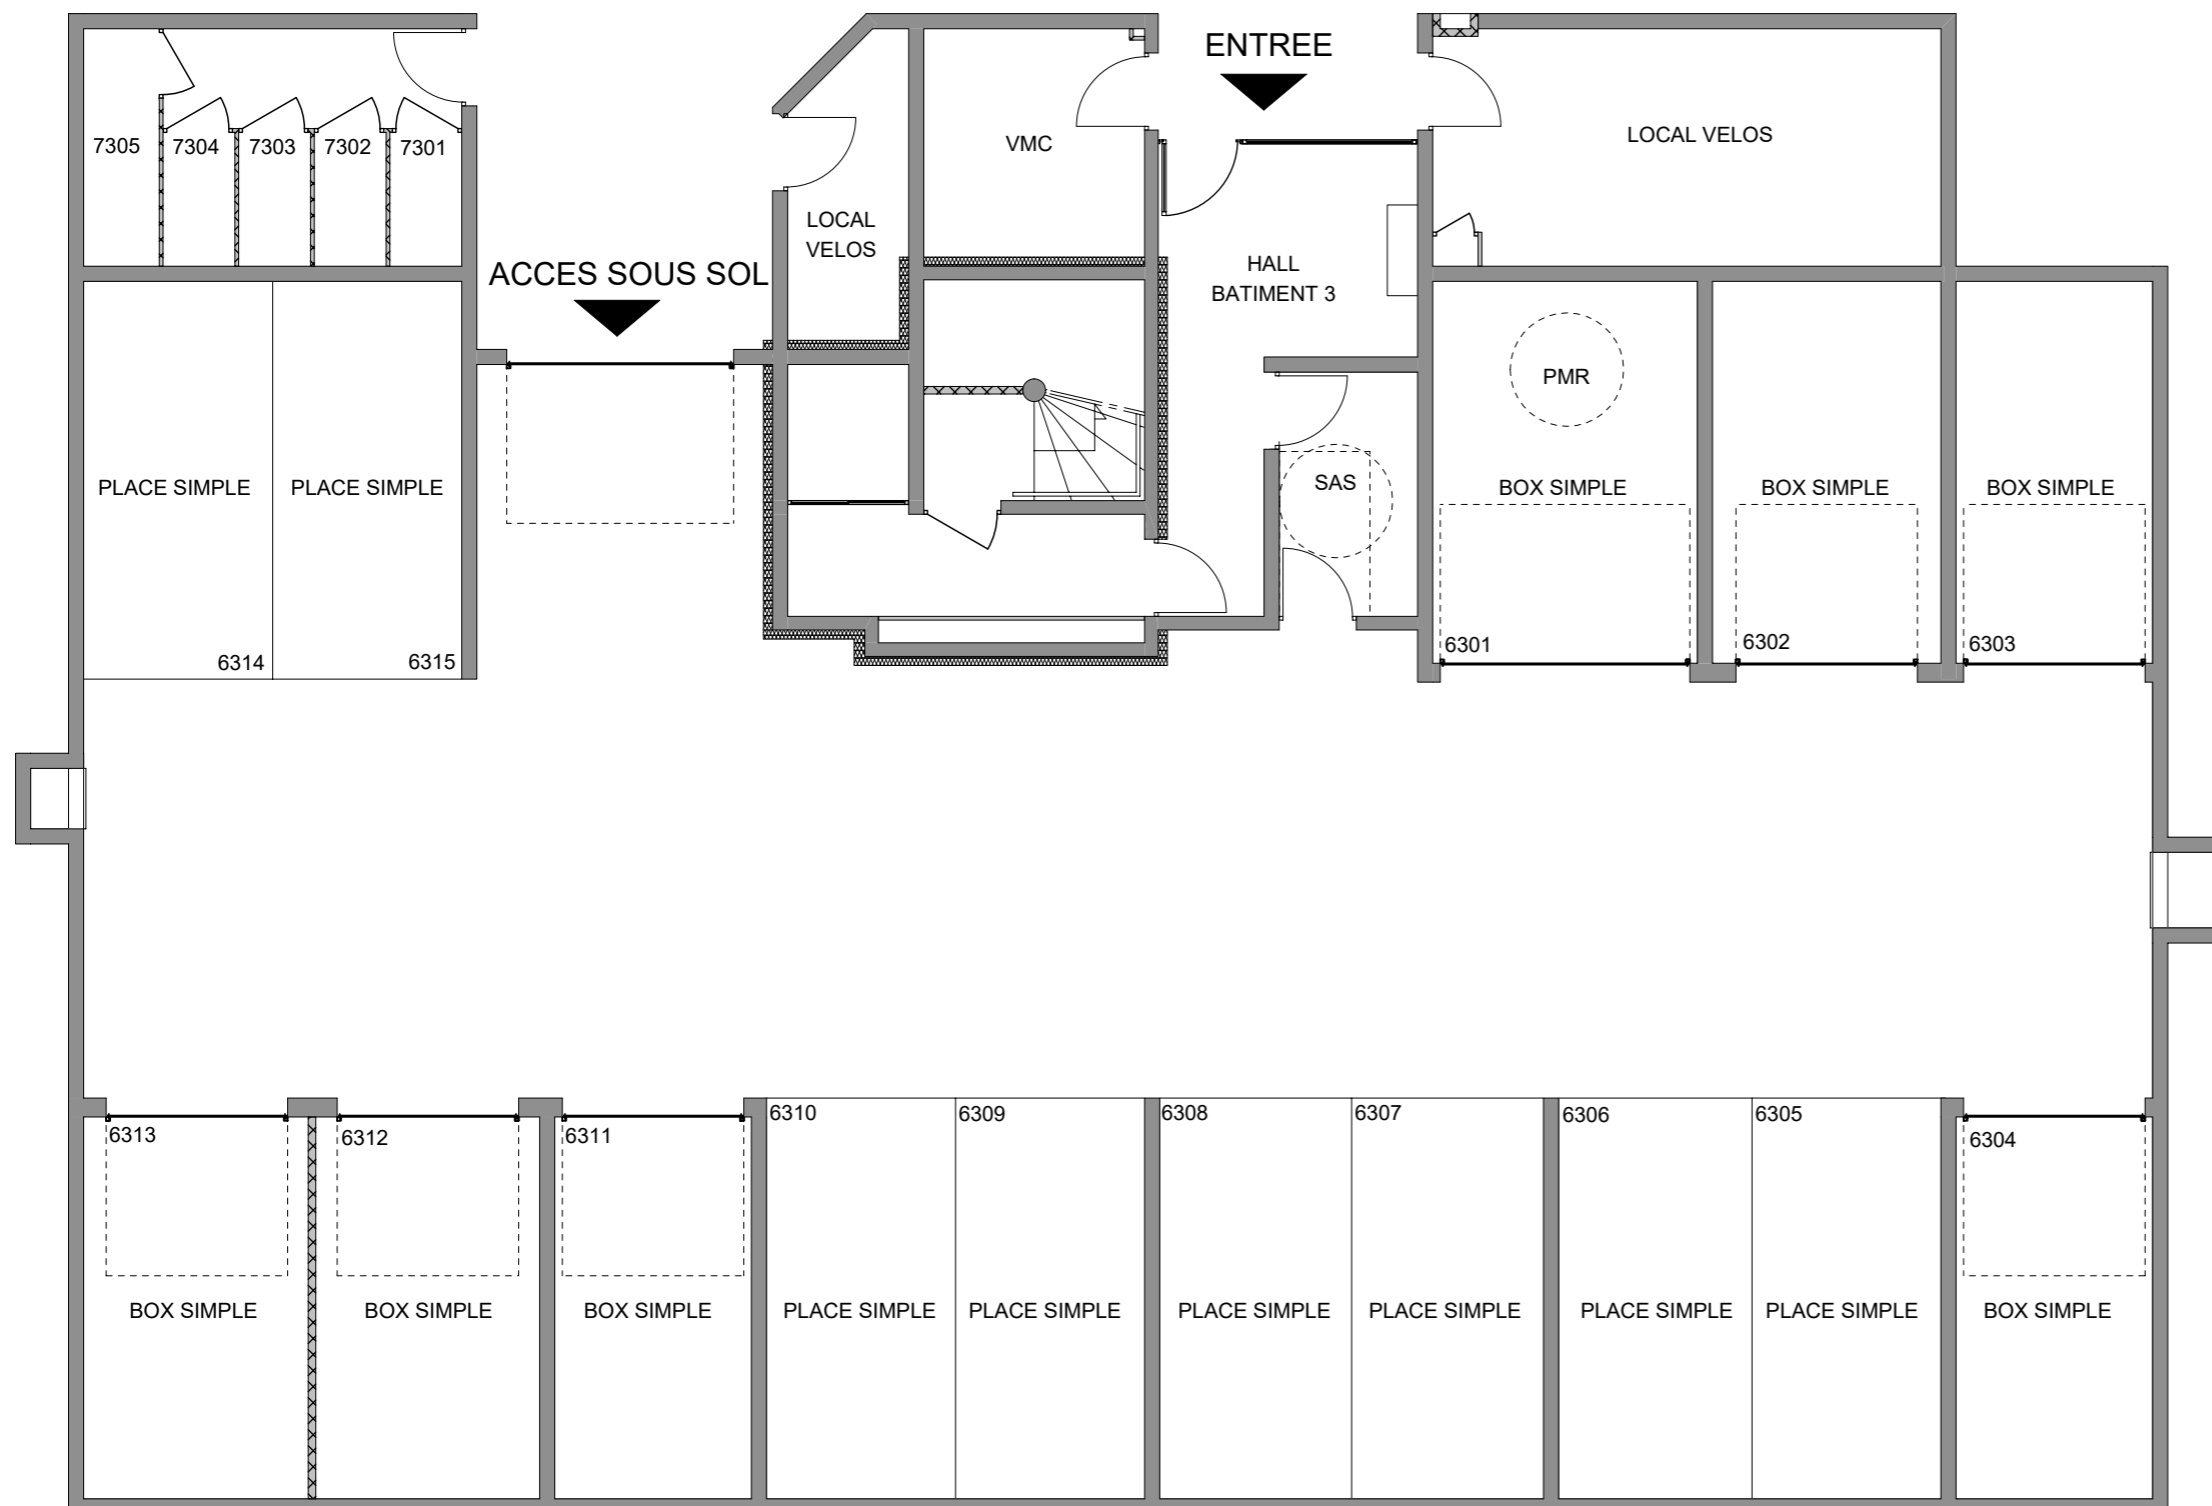 ENTREE
7305
7304
7303
7302
7301
VMC
LOCAL VELOS
LOCAL
VELOS
ACCES SOUS SOL
HALL
BATIMENT 3
PMR
SAS
PLACE SIMPLE
PLACE SIMPLE
BOX SIMPLE
BOX SIMPLE
BOX SIMPLE
6314
6315
6301
6302
6303
6313
6312
6311
6310
6309
6308
6307
6306
6305
6304
BOX SIMPLE
BOX SIMPLE
BOX SIMPLE
PLACE SIMPLE
PLACE SIMPLE
PLACE SIMPLE
PLACE SIMPLE
PLACE SIMPLE
PLACE SIMPLE
BOX SIMPLE